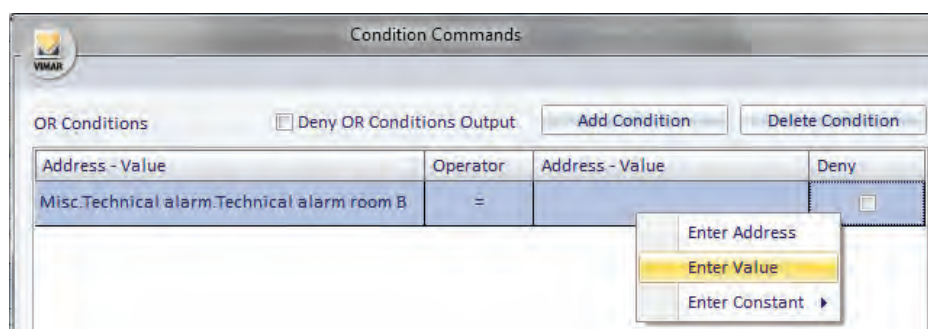 Condition Commands
VIMAR
OR Conditions Deny OR Conditions Output Add Condition Delete Condition
Address - Value Operator Address - Value Deny
Misc.Technical alarm.Technical alarm room B =
Enter Address
Enter Value
Enter Constant